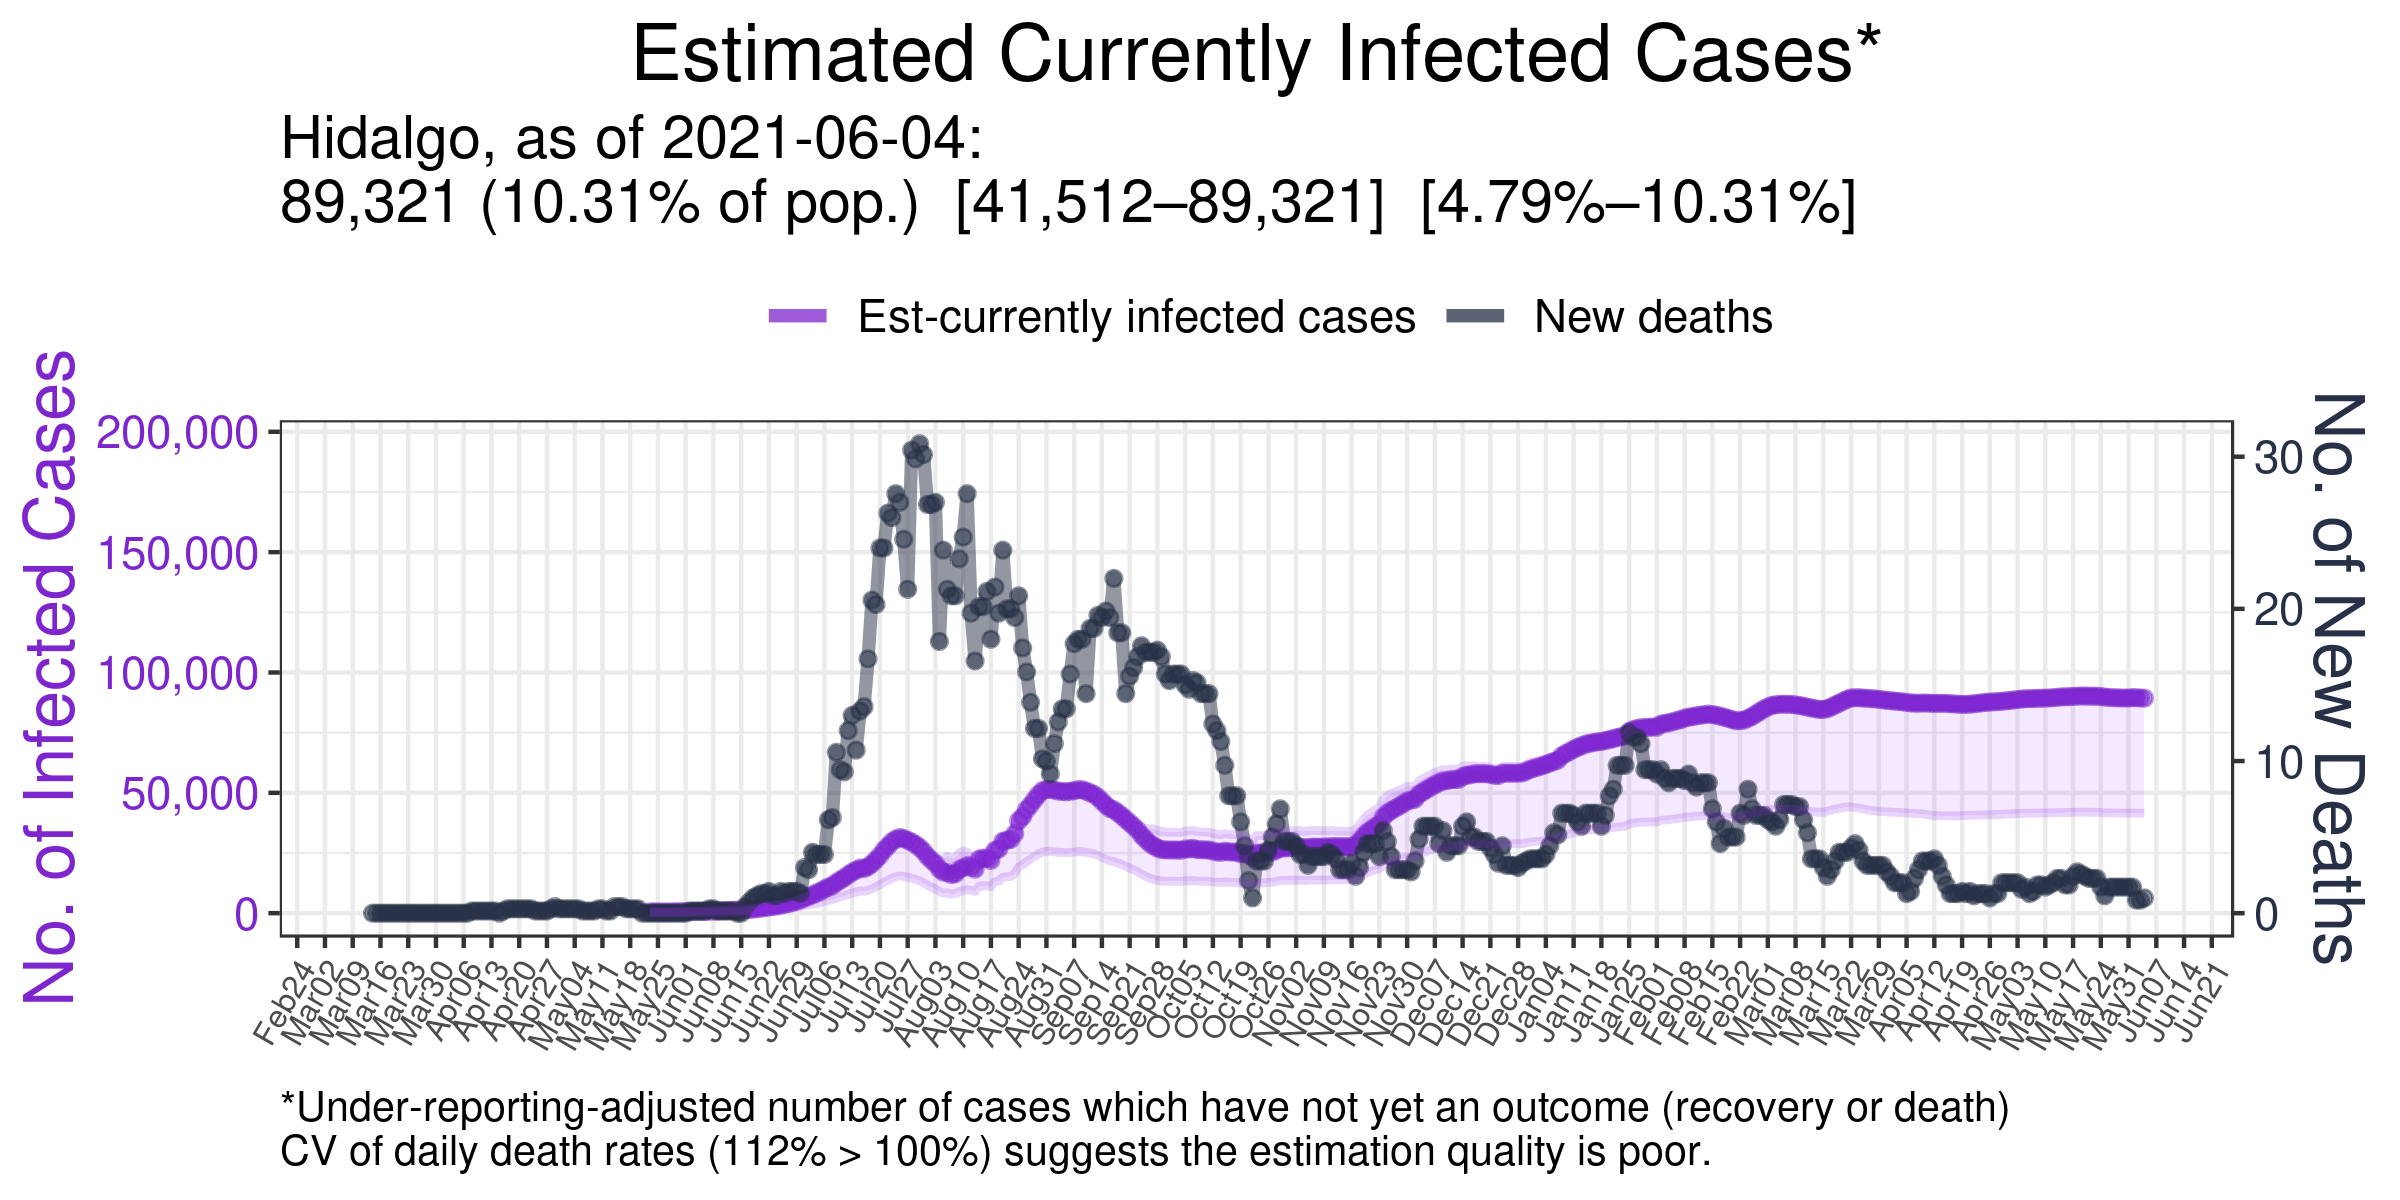 Estimated Currently Infected Cases*
Hidalgo, as of 2021-06-04:
89,321 (10.31% of pop.) [41,512–89,321] [4.79%–10.31%]
Est-currently infected cases New deaths
No. of Infected Cases
200,000
150,000
100,000
50,000
0
No. of New Deaths
30
20
10
0
Feb24 Mar02 Mar09 Mar16 Mar23 Mar30 Apr06 Apr13 Apr20 Apr27 May04 May11 May18 May25 Jun01 Jun08 Jun15 Jun22 Jun29 Jul06 Jul13 Jul20 Jul27 Aug03 Aug10 Aug17 Aug24 Aug31 Sep07 Sep14 Sep21 Sep28 Oct05 Oct12 Oct19 Oct26 Nov02 Nov09 Nov16 Nov23 Nov30 Dec07 Dec14 Dec21 Dec28 Jan04 Jan11 Jan18 Jan25 Feb01 Feb08 Feb15 Feb22 Mar01 Mar08 Mar15 Mar22 Mar29 Apr05 Apr12 Apr19 Apr26 May03 May10 May17 May24 May31 Jun07 Jun14 Jun21
*Under-reporting-adjusted number of cases which have not yet an outcome (recovery or death)
CV of daily death rates (112% > 100%) suggests the estimation quality is poor.